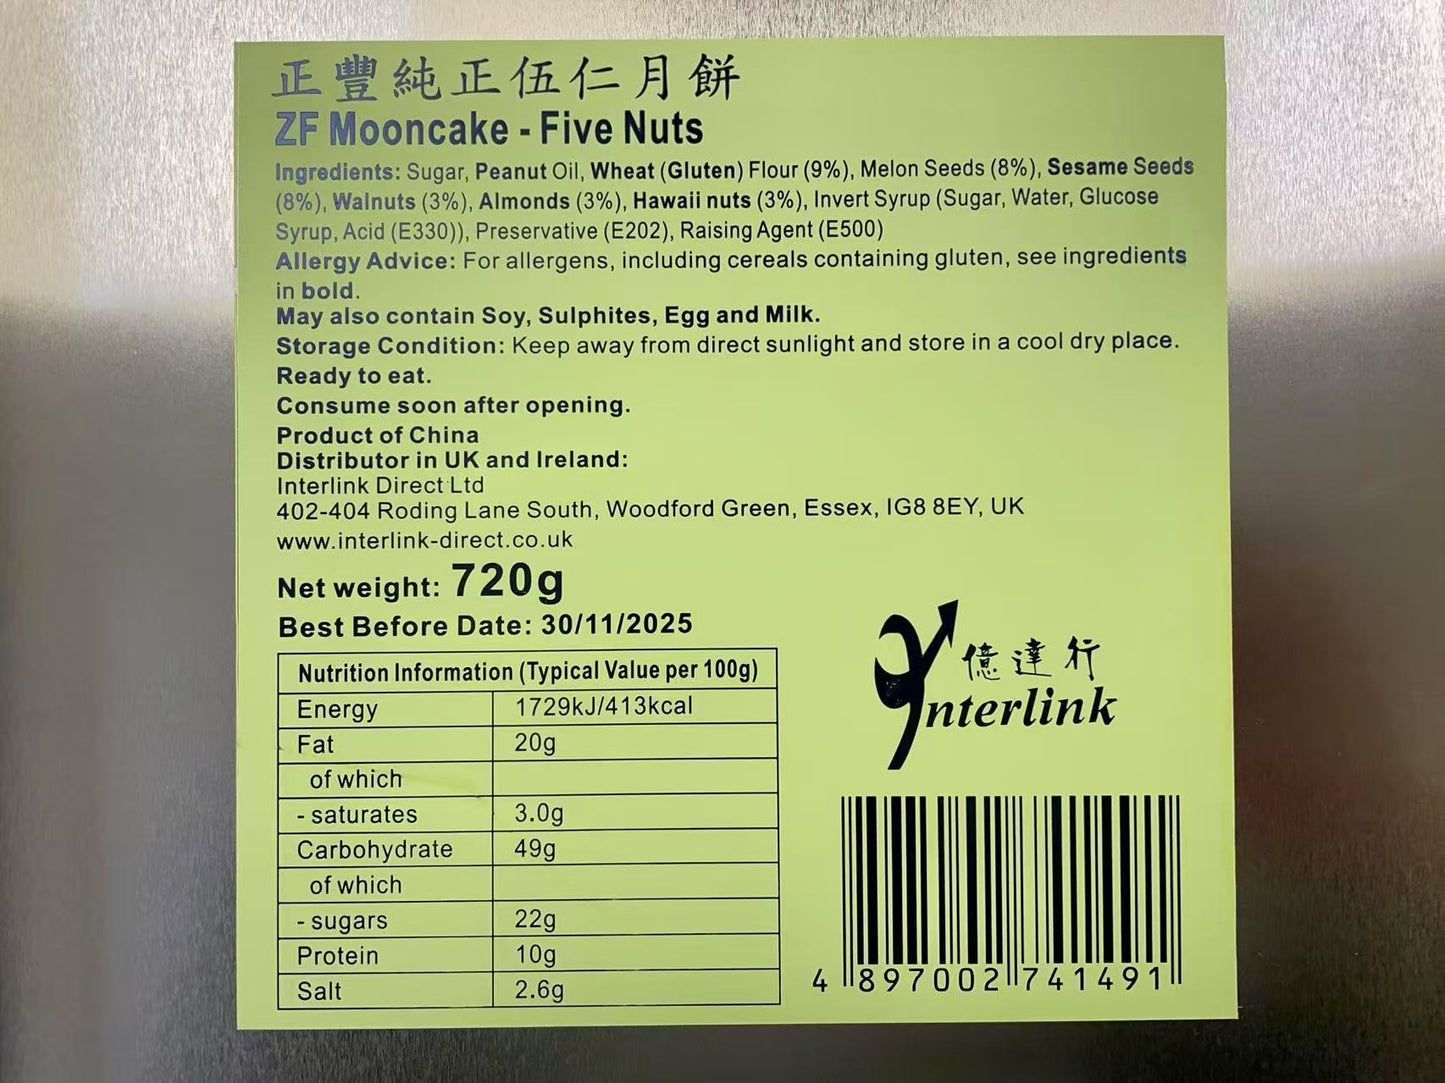 正豐純正伍仁月餅
ZF Mooncake - Five Nuts
Ingredients: Sugar, Peanut Oil, Wheat (Gluten) Flour (9%), Melon Seeds (8%), Sesame Seeds
(8%), Walnuts (3%), Almonds (3%), Hawaii nuts (3%), Invert Syrup (Sugar, Water, Glucose
Syrup, Acid (E330)), Preservative (E202), Raising Agent (E500)
Allergy Advice: For allergens, including cereals containing gluten, see ingredients
in bold.
May also contain Soy, Sulphites, Egg and Milk.
Storage Condition: Keep away from direct sunlight and store in a cool dry place.
Ready to eat.
Consume soon after opening.
Product of China
Distributor in UK and Ireland:
Interlink Direct Ltd
402-404 Roding Lane South, Woodford Green, Essex, IG8 8EY, UK
www.interlink-direct.co.uk
Net weight: 720g
Best Before Date: 30/11/2025
Nutrition Information (Typical Value per 100g)
Energy 1729kJ/413kcal
Fat 20g
of which
- saturates 3.0g
Carbohydrate 49g
of which
- sugars 22g
Protein 10g
Salt 2.6g
億達行
Interlink
4 897002 741491